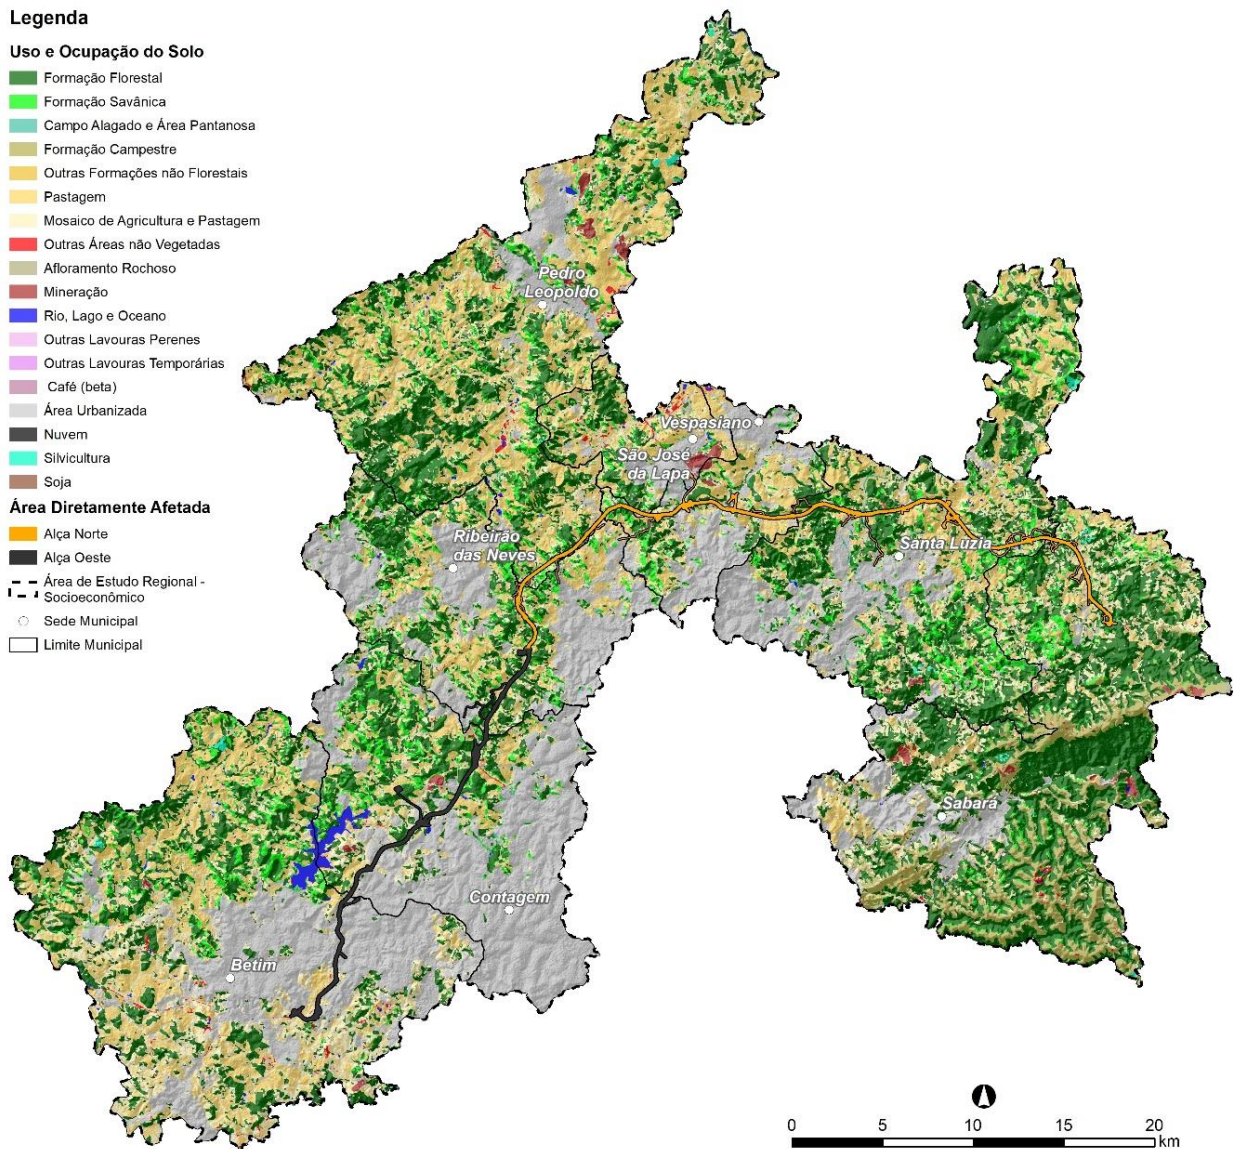 Legenda
Uso e Ocupação do Solo
Formação Florestal
Formação Savânica
Campo Alagado e Área Pantanosa
Formação Campestre
Outras Formações não Florestais
Pastagem
Mosaico de Agricultura e Pastagem
Outras Áreas não Vegetadas
Afloramento Rochoso
Mineração
Rio, Lago e Oceano
Outras Lavouras Perenes
Outras Lavouras Temporárias
Café (beta)
Área Urbanizada
Nuvem
Silvicultura
Soja
Área Diretamente Afetada
Alça Norte
Alça Oeste
Área de Estudo Regional -
Socioeconômico
Sede Municipal
Limite Municipal
Pedro
Leopoldo
Vespasiano
São José
da Lapa
Ribeirão
das Neves
Santa Lúzia
Sabará
Contagem
Betim
0 5 10 15 20
km